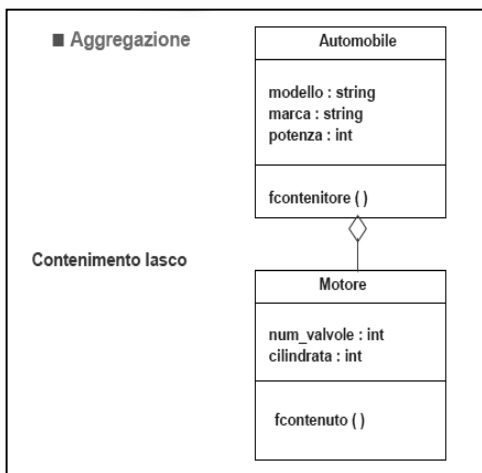 ■ Aggregazione
Automobile
modello : string
marca : string
potenza : int
fcontenitore ( )
Contenimento lasco
Motore
num_valvole : int
cilindrata : int
fcontenuto ( )